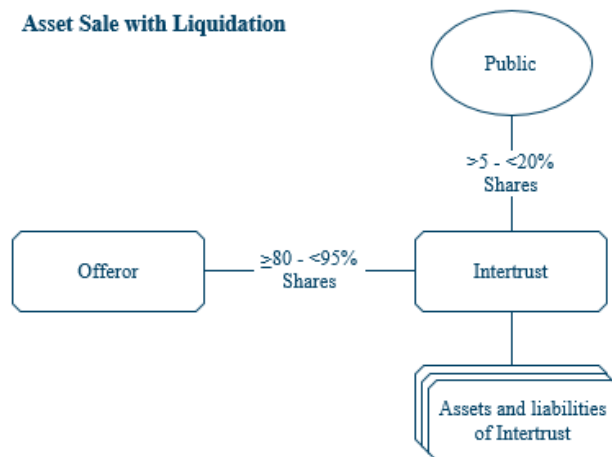 Asset Sale with Liquidation
Public
>5 - <20%
Shares
Offeror
≥80 - <95%
Shares
Intertrust
Assets and liabilities
of Intertrust